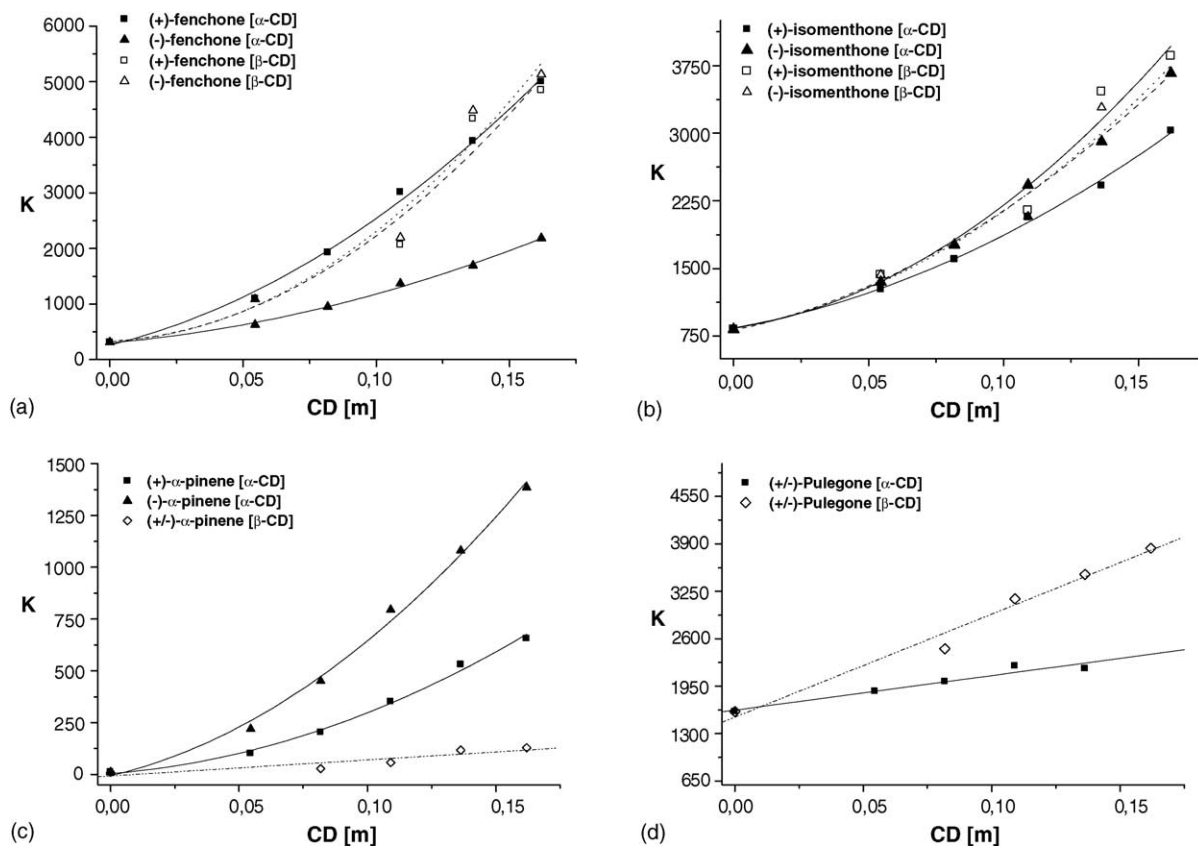 (+)-fenchone [α-CD]
(-)-fenchone [α-CD]
(+)-fenchone [β-CD]
(-)-fenchone [β-CD]
6000
5000
4000
3000
2000
1000
0
K
0,00 0,05 0,10 0,15
CD [m]
(a)
(+)-isomenthone [α-CD]
(-)-isomenthone [α-CD]
(+)-isomenthone [β-CD]
(-)-isomenthone [β-CD]
3750
3000
2250
1500
750
K
0,00 0,05 0,10 0,15
CD [m]
(b)
(+)-α-pinene [α-CD]
(-)-α-pinene [α-CD]
(+/-)-α-pinene [β-CD]
1500
1250
1000
750
500
250
0
K
0,00 0,05 0,10 0,15
CD [m]
(c)
(+/-)-Pulegone [α-CD]
(+/-)-Pulegone [β-CD]
4550
3900
3250
2600
1950
1300
650
K
0,00 0,05 0,10 0,15
CD [m]
(d)